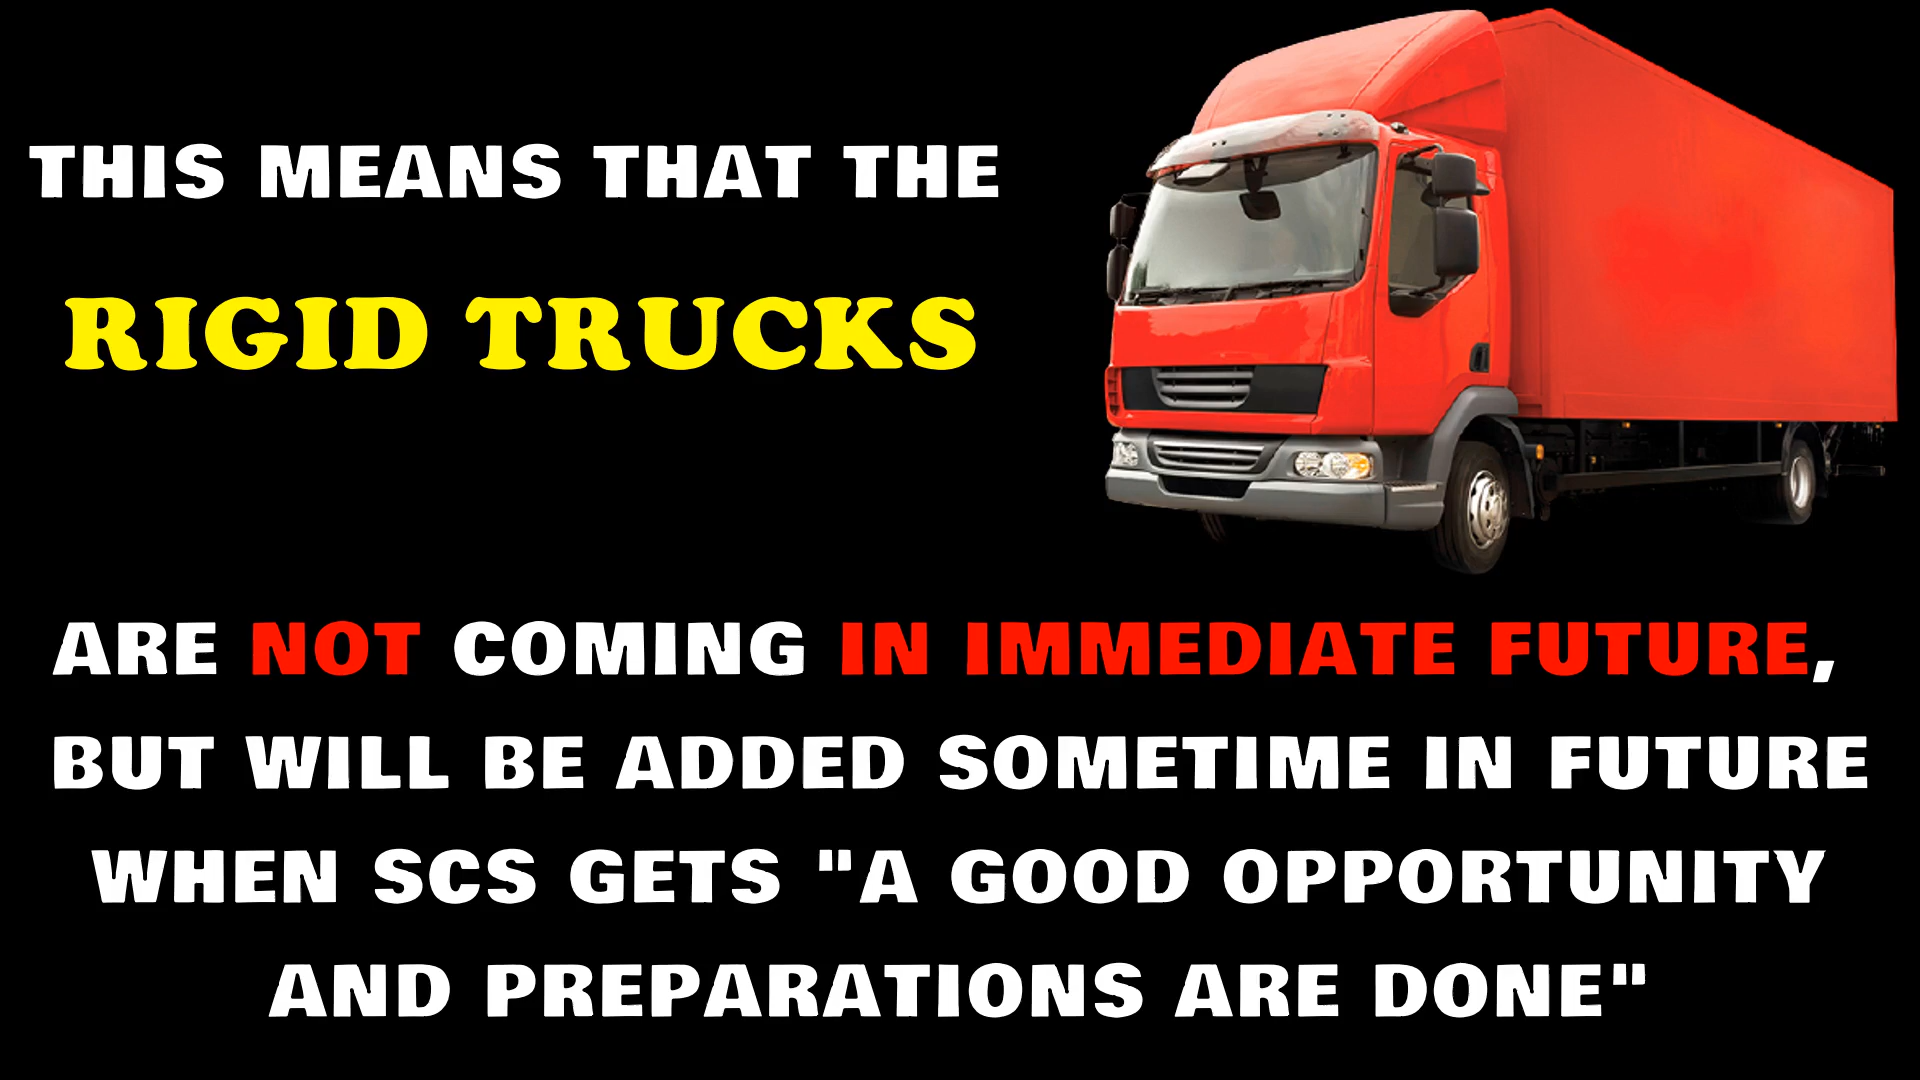 THIS MEANS THAT THE
RIGID TRUCKS
ARE NOT COMING IN IMMEDIATE FUTURE,
BUT WILL BE ADDED SOMETIME IN FUTURE
WHEN SCS GETS "A GOOD OPPORTUNITY
AND PREPARATIONS ARE DONE"